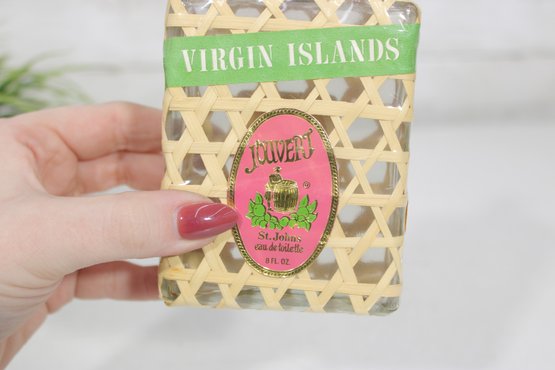 VIRGIN ISLANDS
JOUVERT
®
St. Johns
eau de toilette
8 FL. OZ.